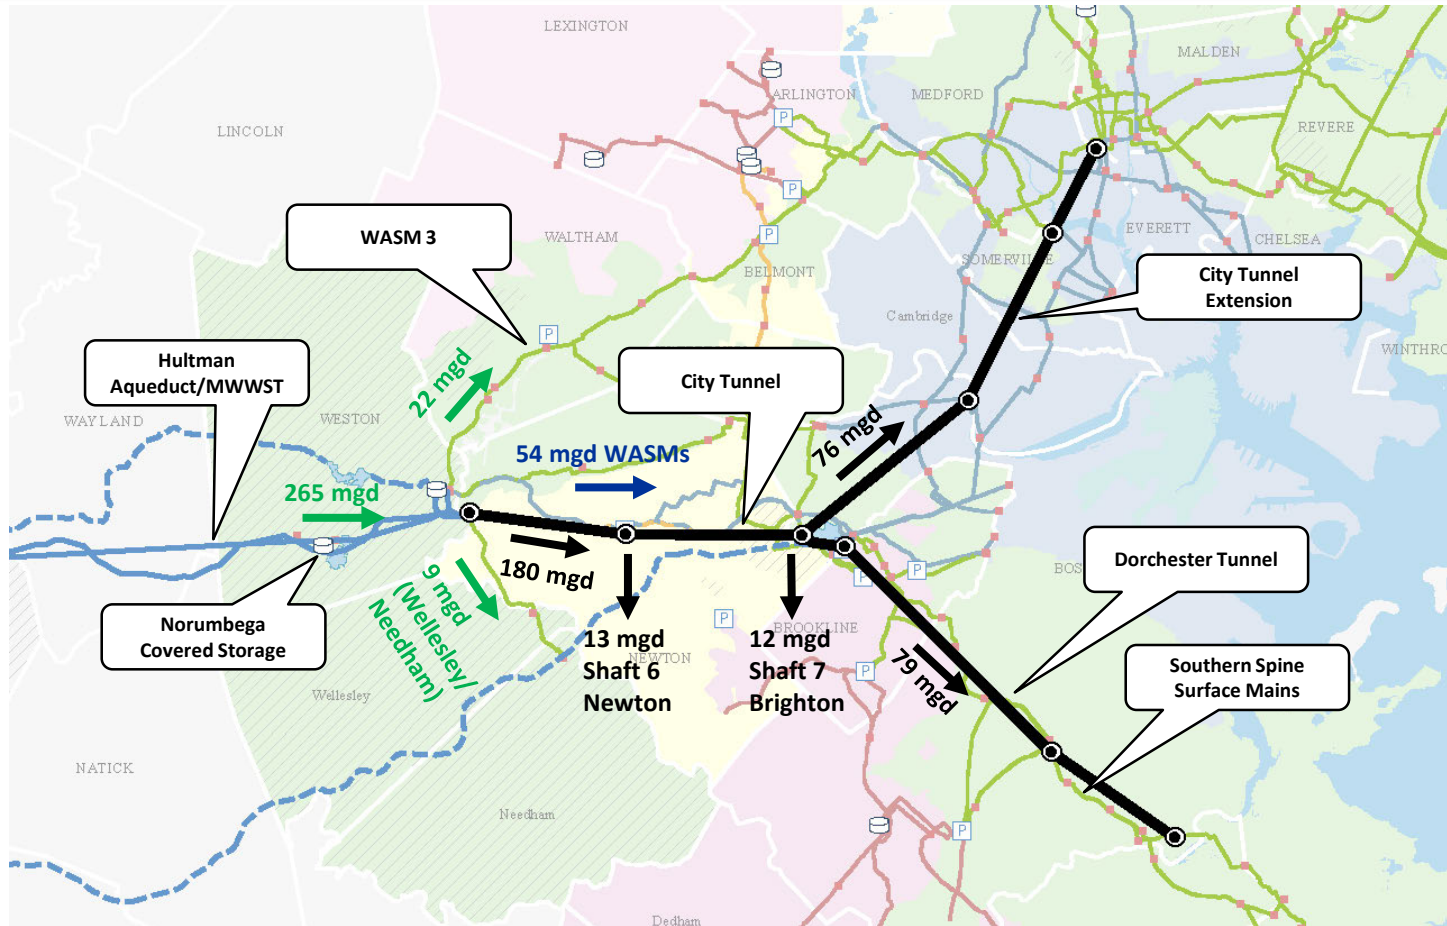 LEXINGTON
MALDEN
ARLINGTON
MEDFORD
P
LINCOLN
REVERE
P
WASM 3
WALTHAM
P
BELMONT
EVERETT
CHELSEA
SOMERVILLE
City Tunnel
Extension
Cambridge
P
WINTHRO
Hultman
Aqueduct/MWWST
City Tunnel
22 mgd
WAYLAND
WESTON
76 mgd
54 mgd WASMs
265 mgd
180 mgd
BOS
Dorchester Tunnel
P
P
9 mgd
(Wellesley/
Needham)
Norumbega
Covered Storage
P
13 mgd
Shaft 6
Newton
NEWTON
12 mgd
Shaft 7
Brighton
BROOKLINE
P
79 mgd
Southern Spine
Surface Mains
Wellesley
NATICK
Needham
P
Dedham